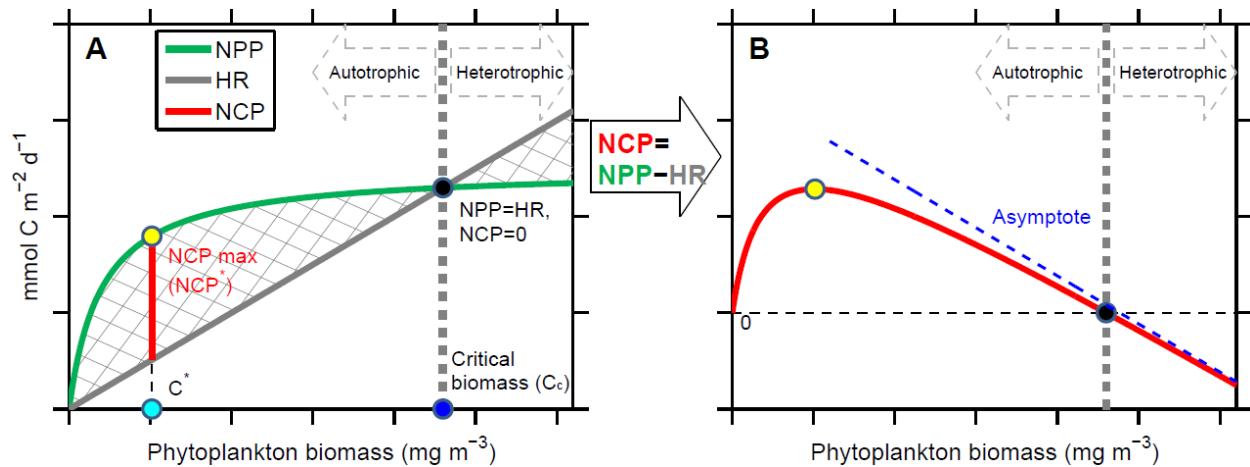 A
NPP
HR
NCP
Autotrophic
Heterotrophic
NPP=HR,
NCP=0
NCP max
(NCP*)
C*
Critical
biomass (Cc)
mmol C m−2 d−1
Phytoplankton biomass (mg m−3)
NCP=
NPP−HR
B
Autotrophic
Heterotrophic
Asymptote
0
Phytoplankton biomass (mg m−3)